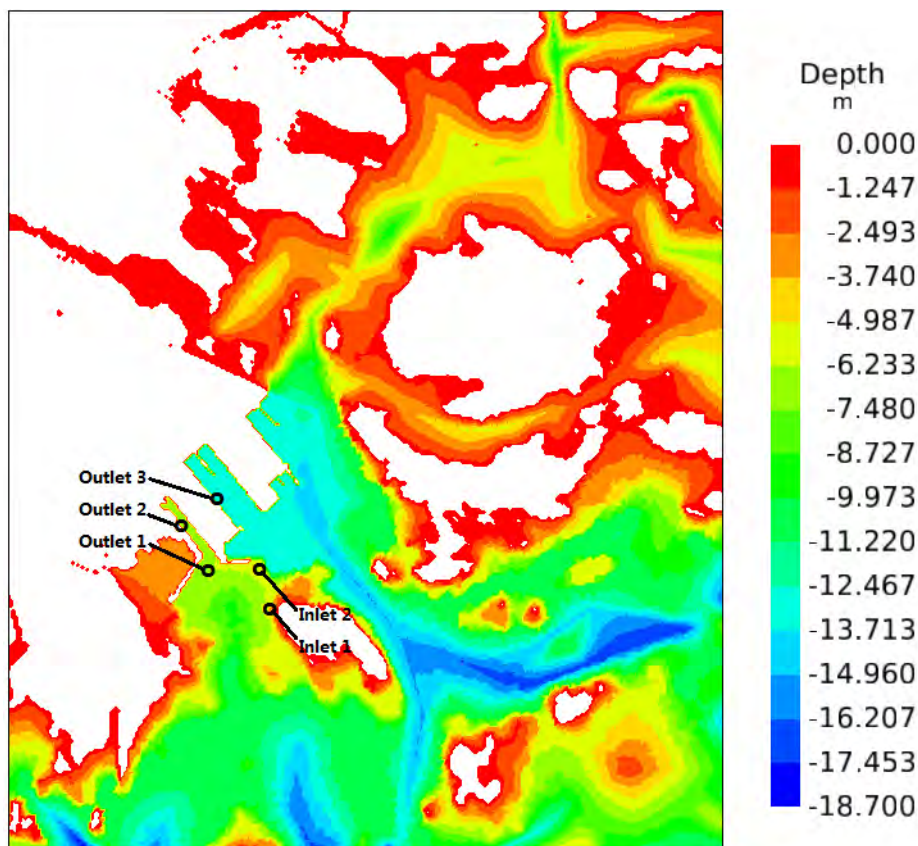 Depth
m
0.000
-1.247
-2.493
-3.740
-4.987
-6.233
-7.480
-8.727
-9.973
-11.220
-12.467
-13.713
-14.960
-16.207
-17.453
-18.700
Outlet 3
Outlet 2
Outlet 1
Inlet 2
Inlet 1